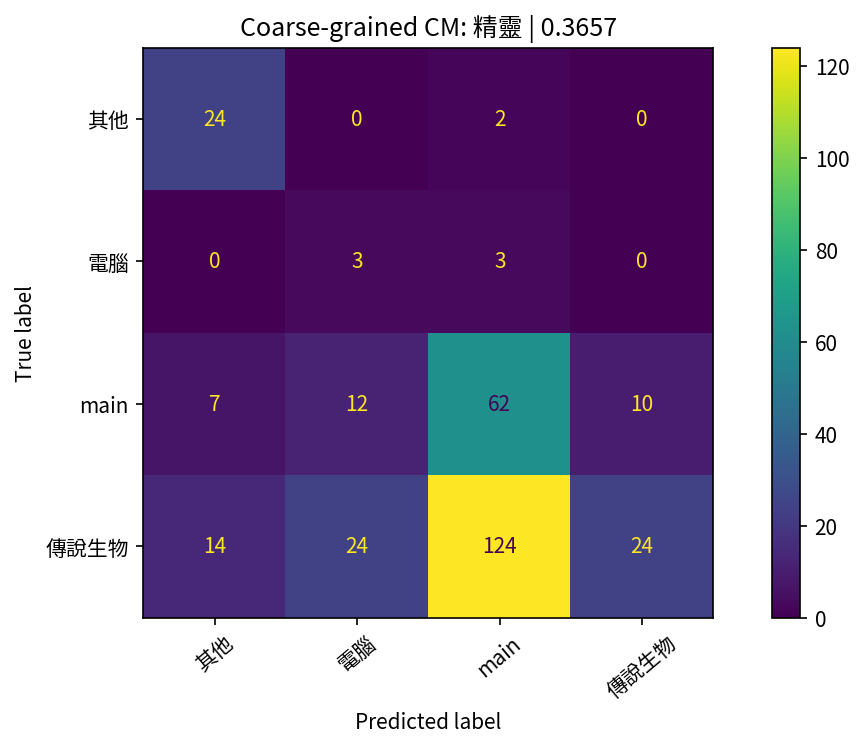 Coarse-grained CM: 精靈 | 0.3657
其他 24 0 2 0
電腦 0 3 3 0
main 7 12 62 10
傳說生物 14 24 124 24
其他 電腦 main 傳說生物
Predicted label
True label
120
100
80
60
40
20
0